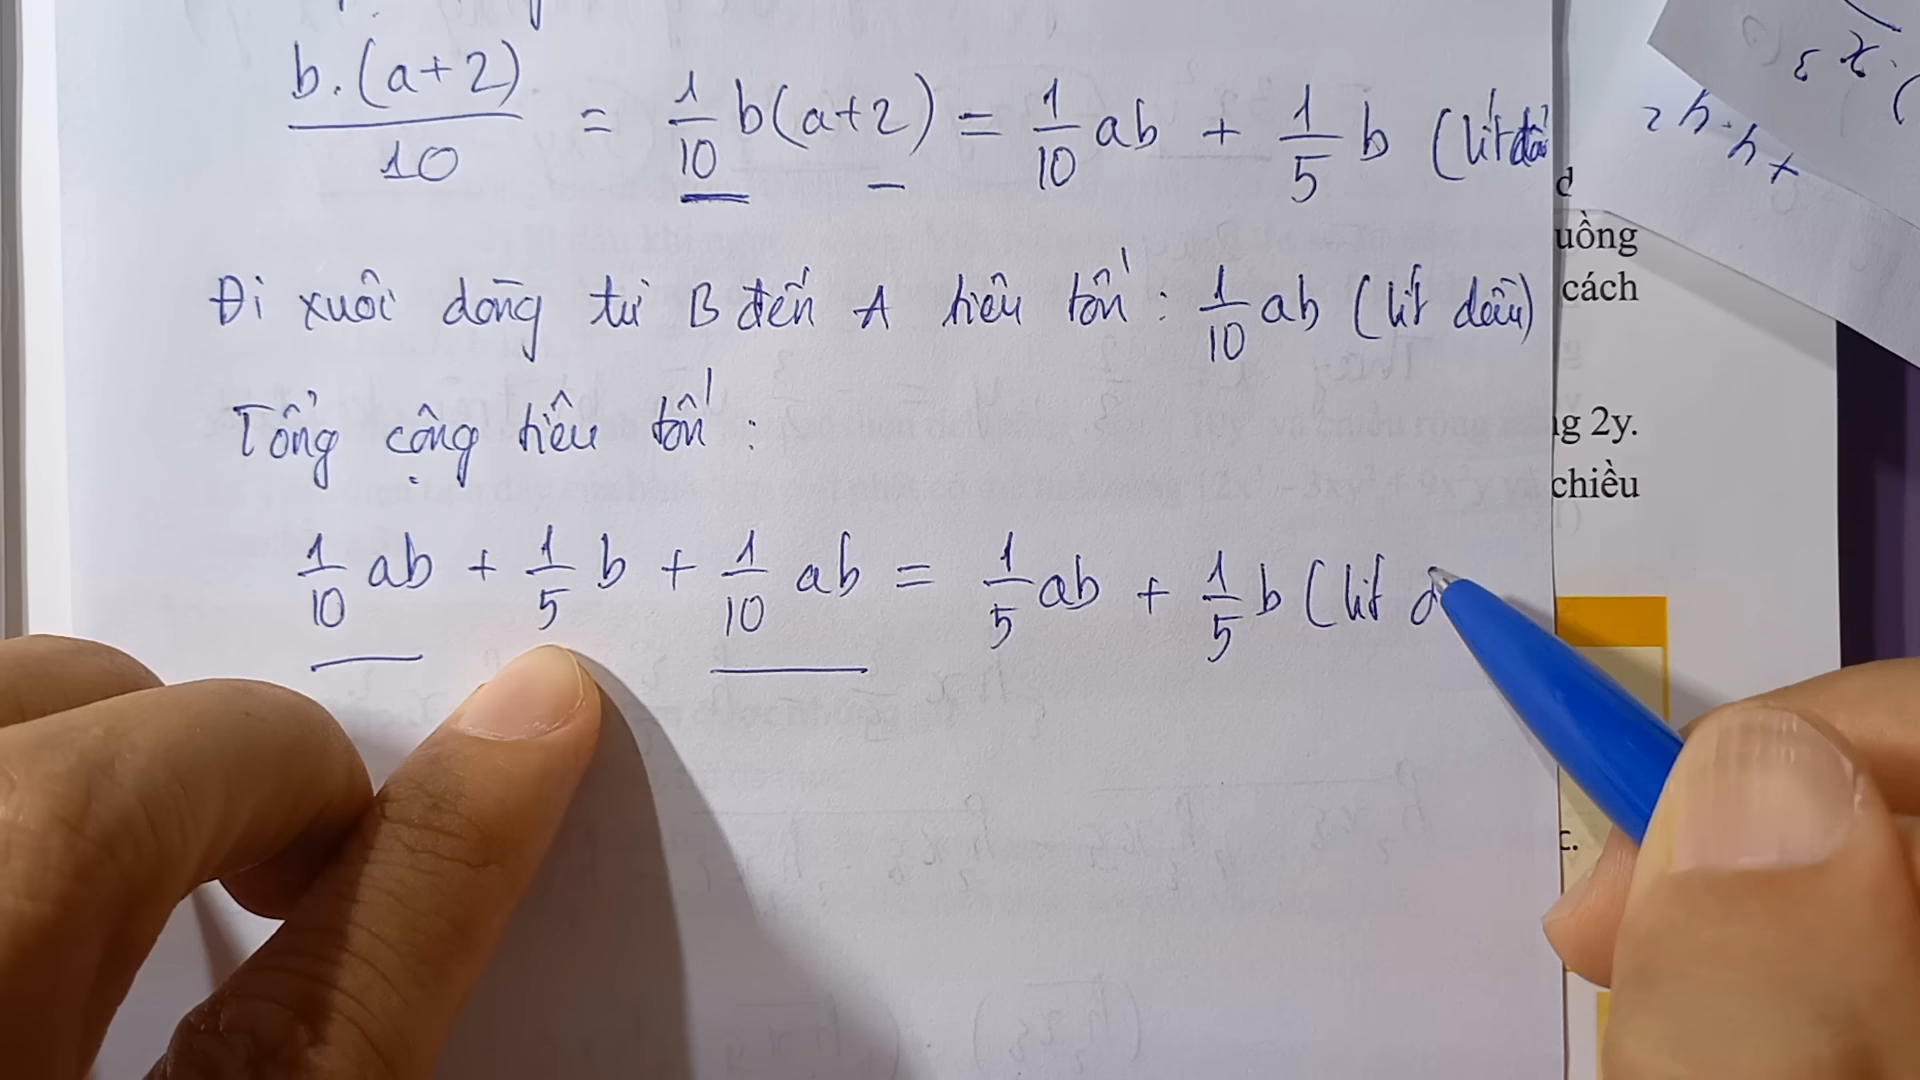 b.(a+2)/10 = 1/10 b(a+2) = 1/10 ab + 1/5 b (lít dầu
Đi xuôi dòng từ B đến A tiêu tốn : 1/10 ab (lít dầu)
Tổng cộng tiêu tốn :
1/10 ab + 1/5 b + 1/10 ab = 1/5 ab + 1/5 b (lít d
uồng
cách
ng 2y.
chiều
c.